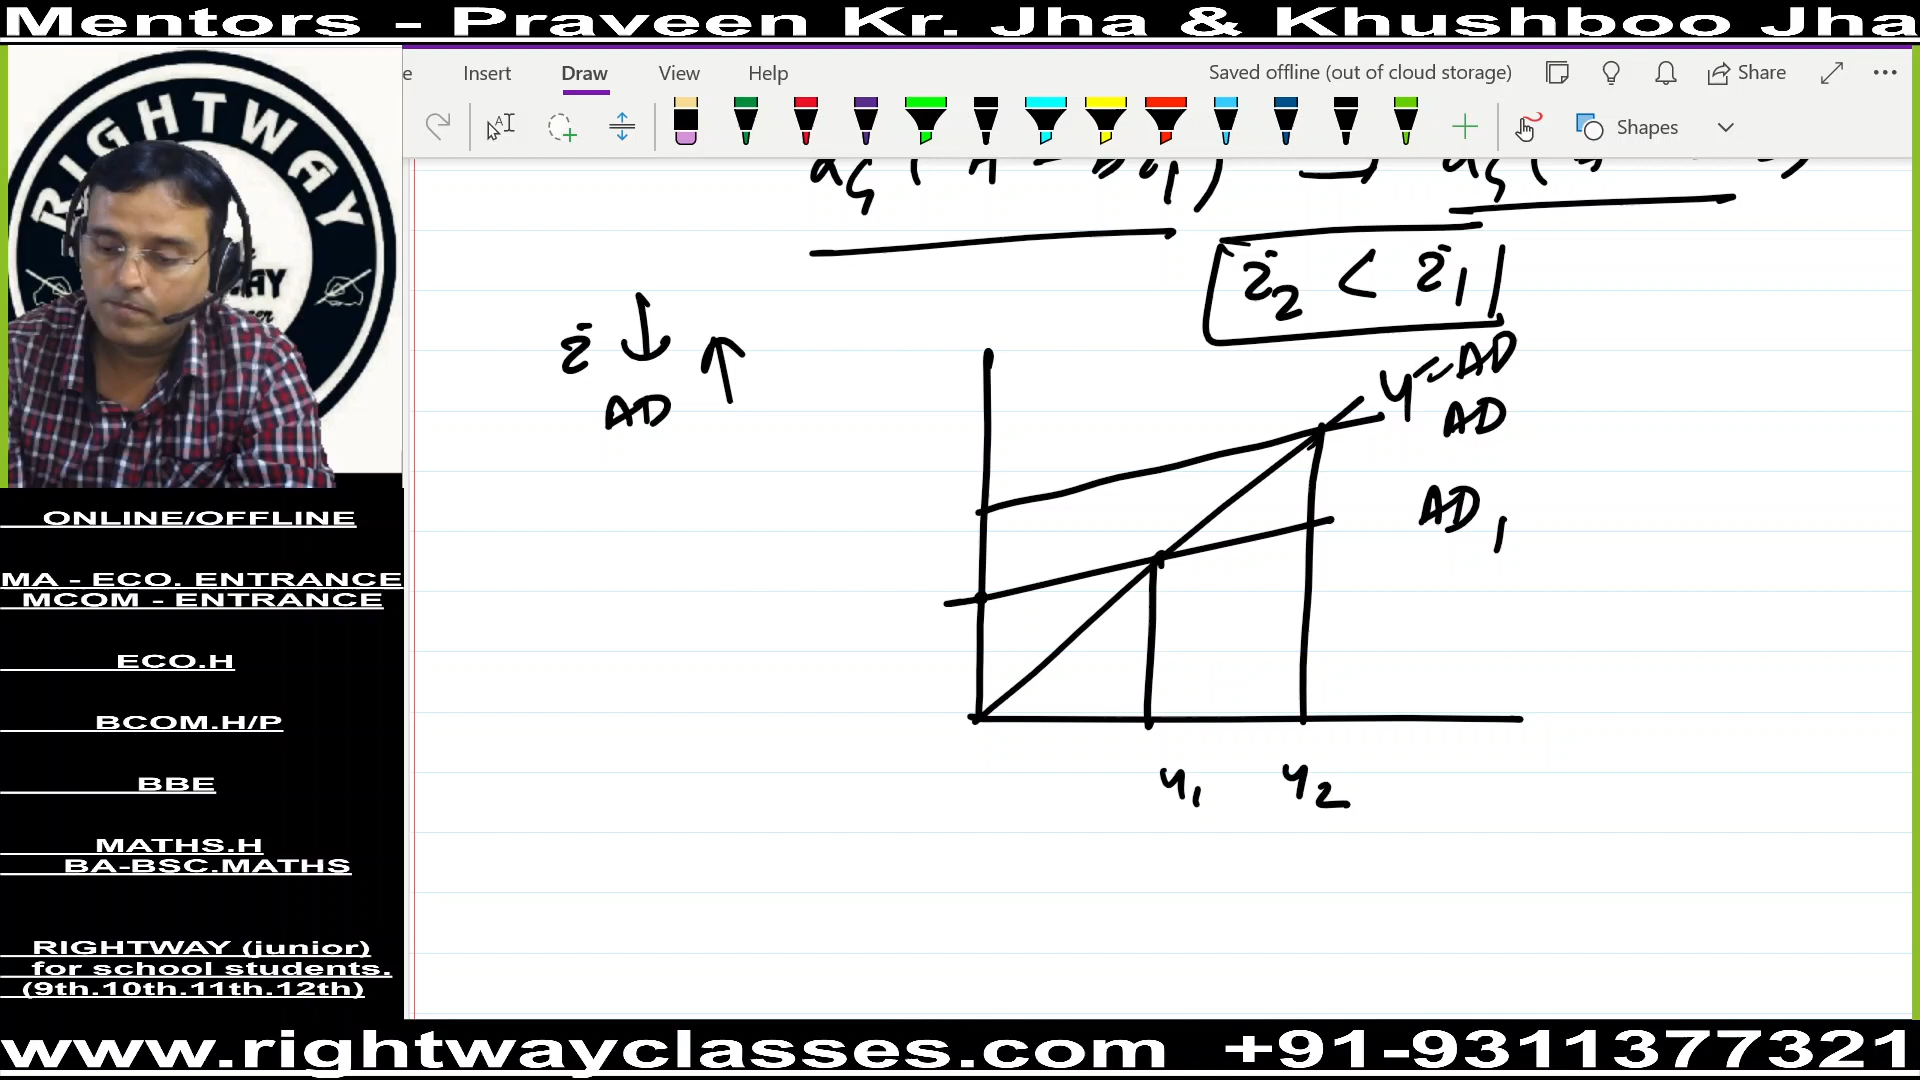 Mentors - Praveen Kr. Jha & Khushboo Jha
RIGHTWAY
Insert Draw View Help
Saved offline (out of cloud storage)
Share
Shapes
2 < 1
AD
Y = AD
AD
AD1
Y1 Y2
ONLINE/OFFLINE
MA - ECO. ENTRANCE
MCOM - ENTRANCE
ECO.H
BCOM.H/P
BBE
MATHS.H
BA-BSC.MATHS
RIGHTWAY (junior)
for school students.
(9th.10th.11th.12th)
www.rightwayclasses.com +91-9311377321